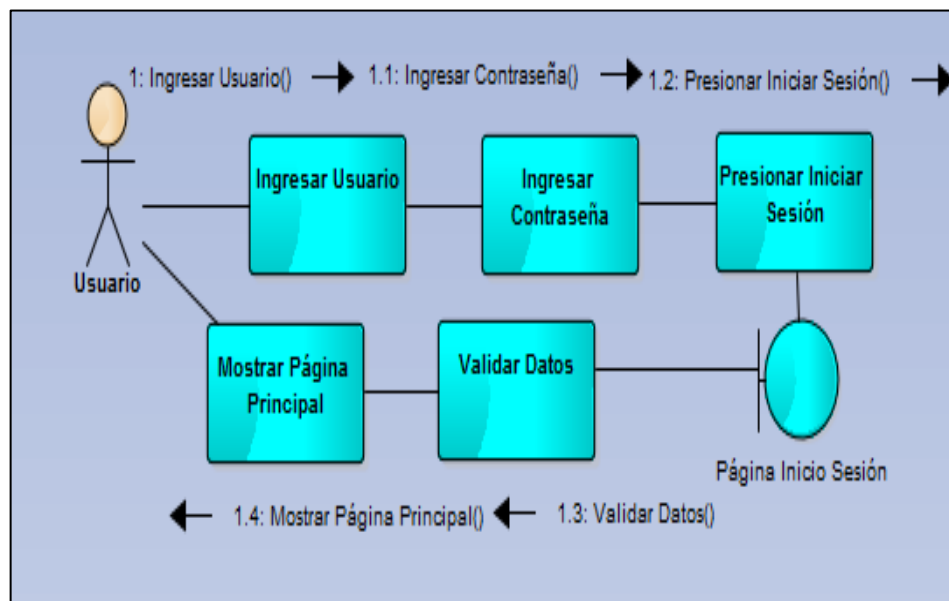 1: Ingresar Usuario()
1.1: Ingresar Contraseña()
1.2: Presionar Iniciar Sesión()
Ingresar Usuario
Ingresar
Contraseña
Presionar Iniciar
Sesión
Usuario
Mostrar Página
Principal
Validar Datos
Página Inicio Sesión
1.4: Mostrar Página Principal()
1.3: Validar Datos()